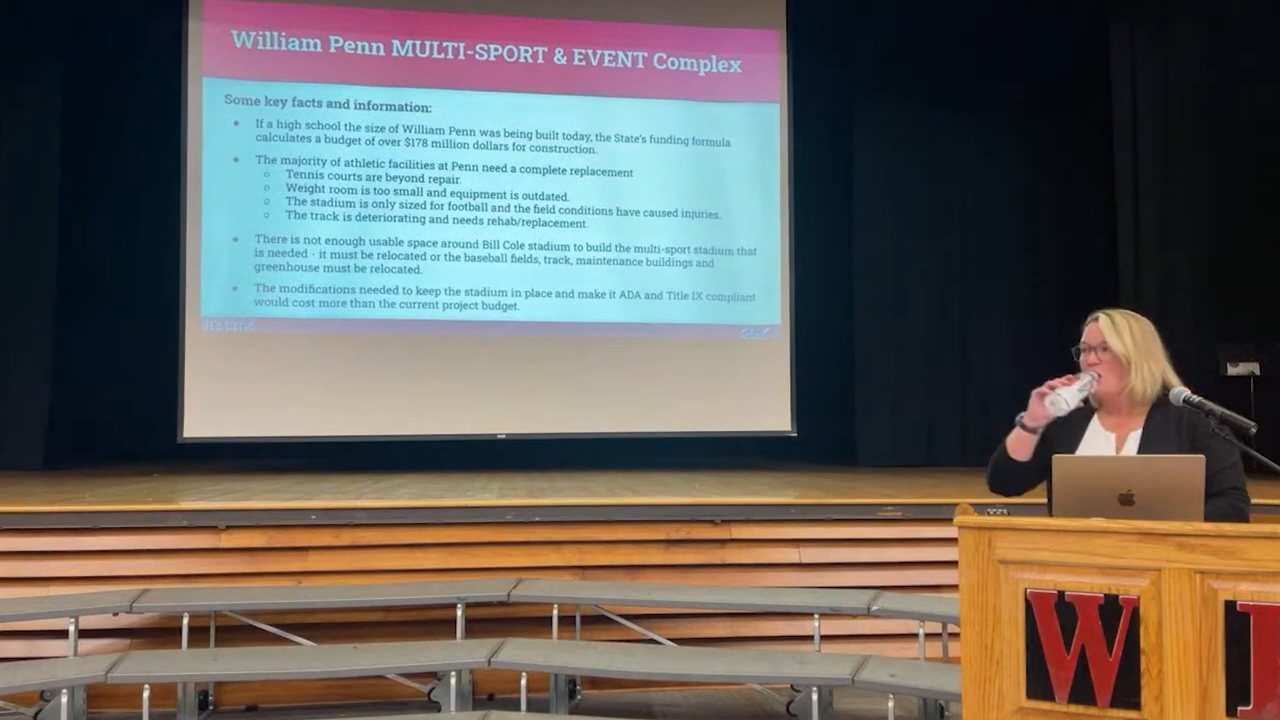 William Penn MULTI-SPORT & EVENT Complex
Some key facts and information:
If a high school the size of William Penn was being built today, the State's funding formula
calculates a budget of over $178 million dollars for construction.
The majority of athletic facilities at Penn need a complete replacement
Tennis courts are beyond repair.
Weight room is too small and equipment is outdated.
The stadium is only sized for football and the field conditions have caused injuries.
The track is deteriorating and needs rehab/replacement.
There is not enough usable space around Bill Cole stadium to build the multi-sport stadium that
is needed - it must be relocated or the baseball fields, track, maintenance buildings and
greenhouse must be relocated.
The modifications needed to keep the stadium in place and make it ADA and Title IX compliant
would cost more than the current project budget.
It's time
W